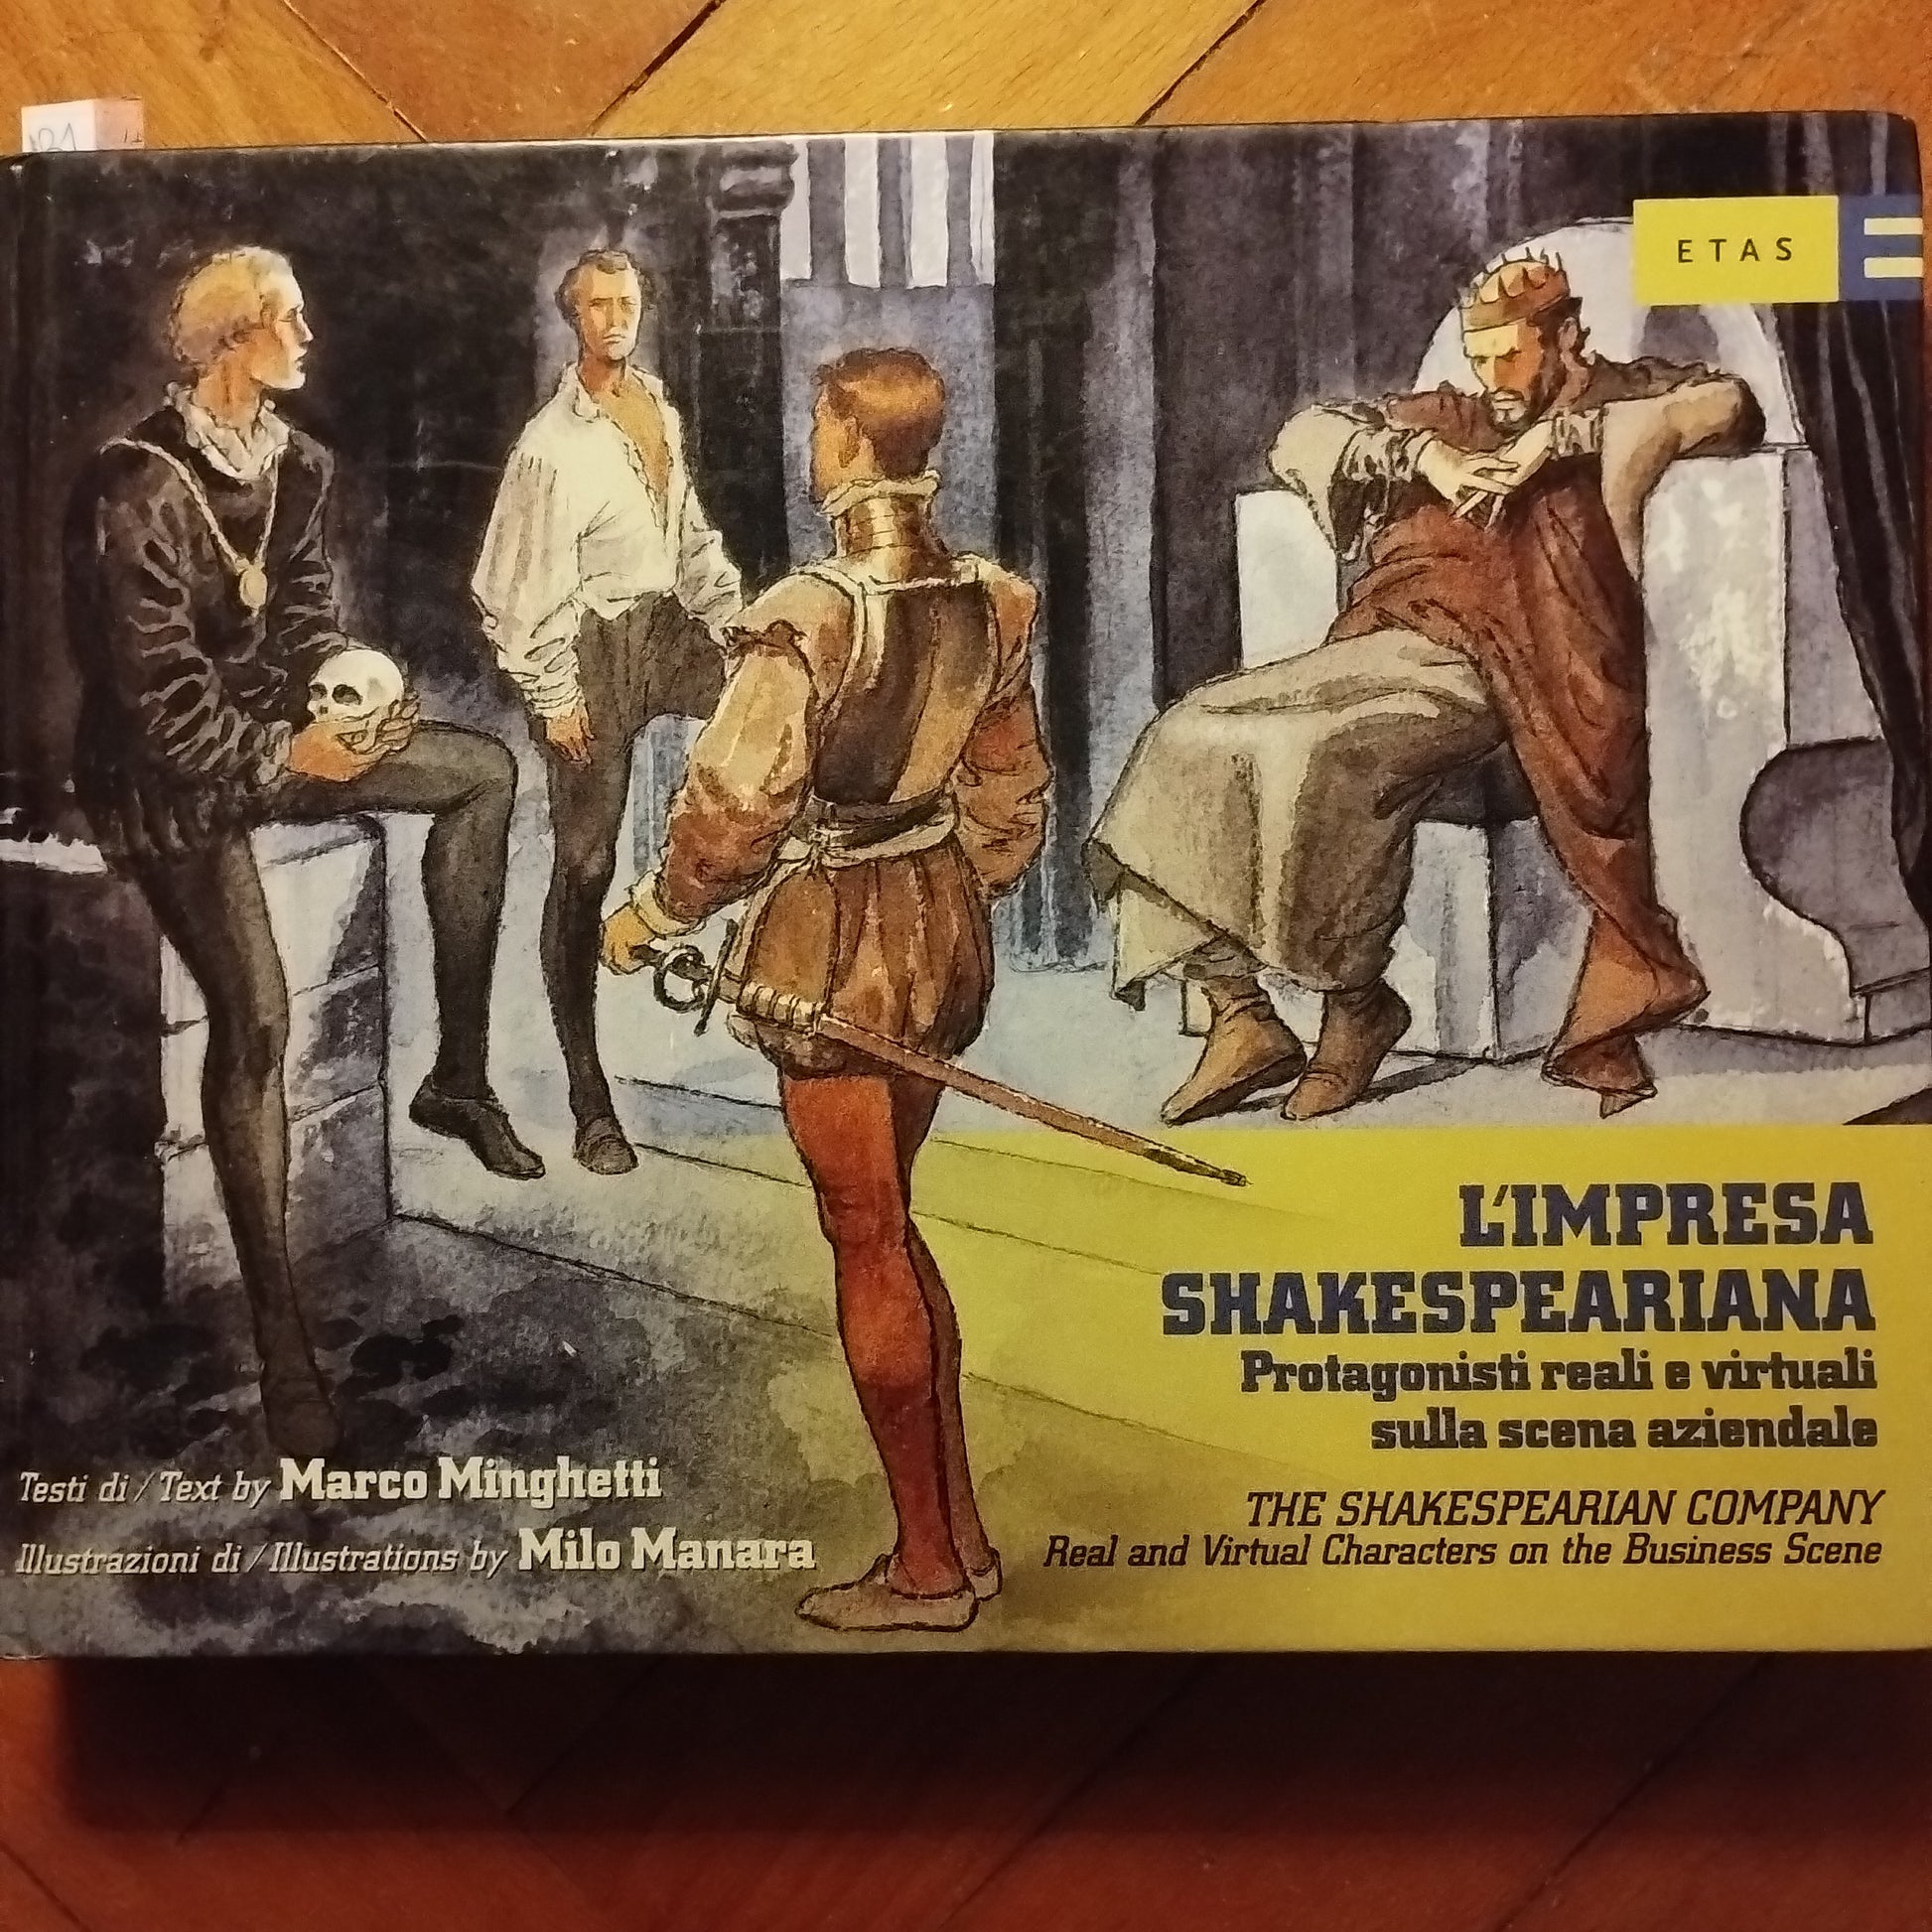 ETAS
L'IMPRESA
SHAKESPEARIANA
Protagonisti reali e virtuali
sulla scena aziendale
THE SHAKESPEARIAN COMPANY
Real and Virtual Characters on the Business Scene
Testi di / Text by Marco Minghetti
Illustrazioni di / Illustrations by Milo Manara